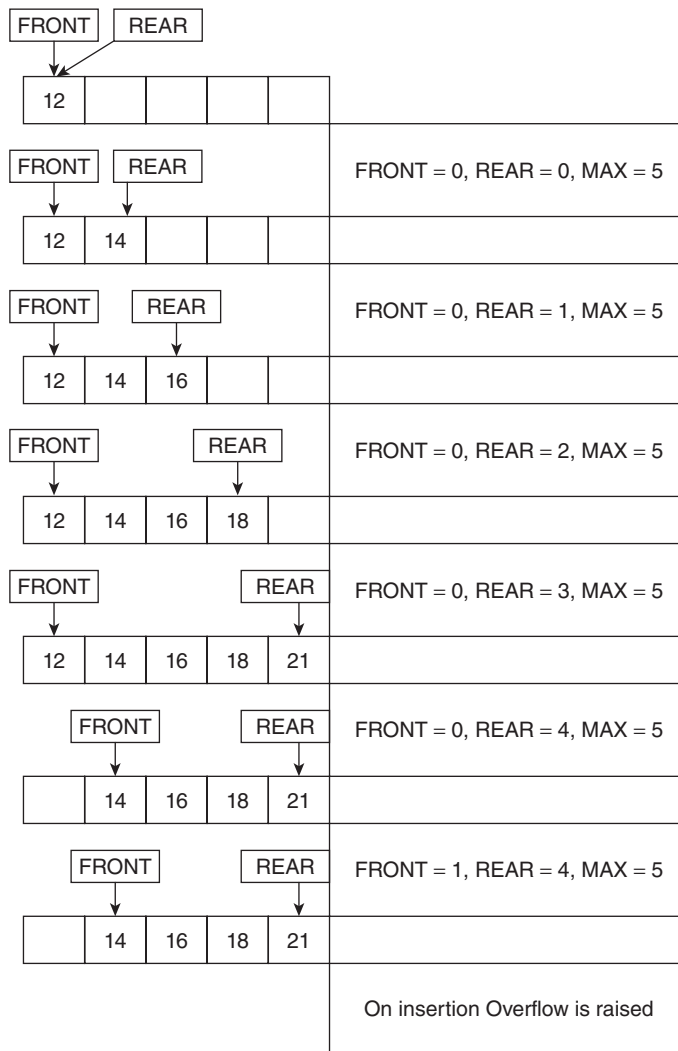 FRONT REAR
12
FRONT REAR
FRONT = 0, REAR = 0, MAX = 5
12 14
FRONT REAR
FRONT = 0, REAR = 1, MAX = 5
12 14 16
FRONT REAR
FRONT = 0, REAR = 2, MAX = 5
12 14 16 18
FRONT REAR
FRONT = 0, REAR = 3, MAX = 5
12 14 16 18 21
FRONT REAR
FRONT = 0, REAR = 4, MAX = 5
14 16 18 21
FRONT REAR
FRONT = 1, REAR = 4, MAX = 5
14 16 18 21
On insertion Overflow is raised